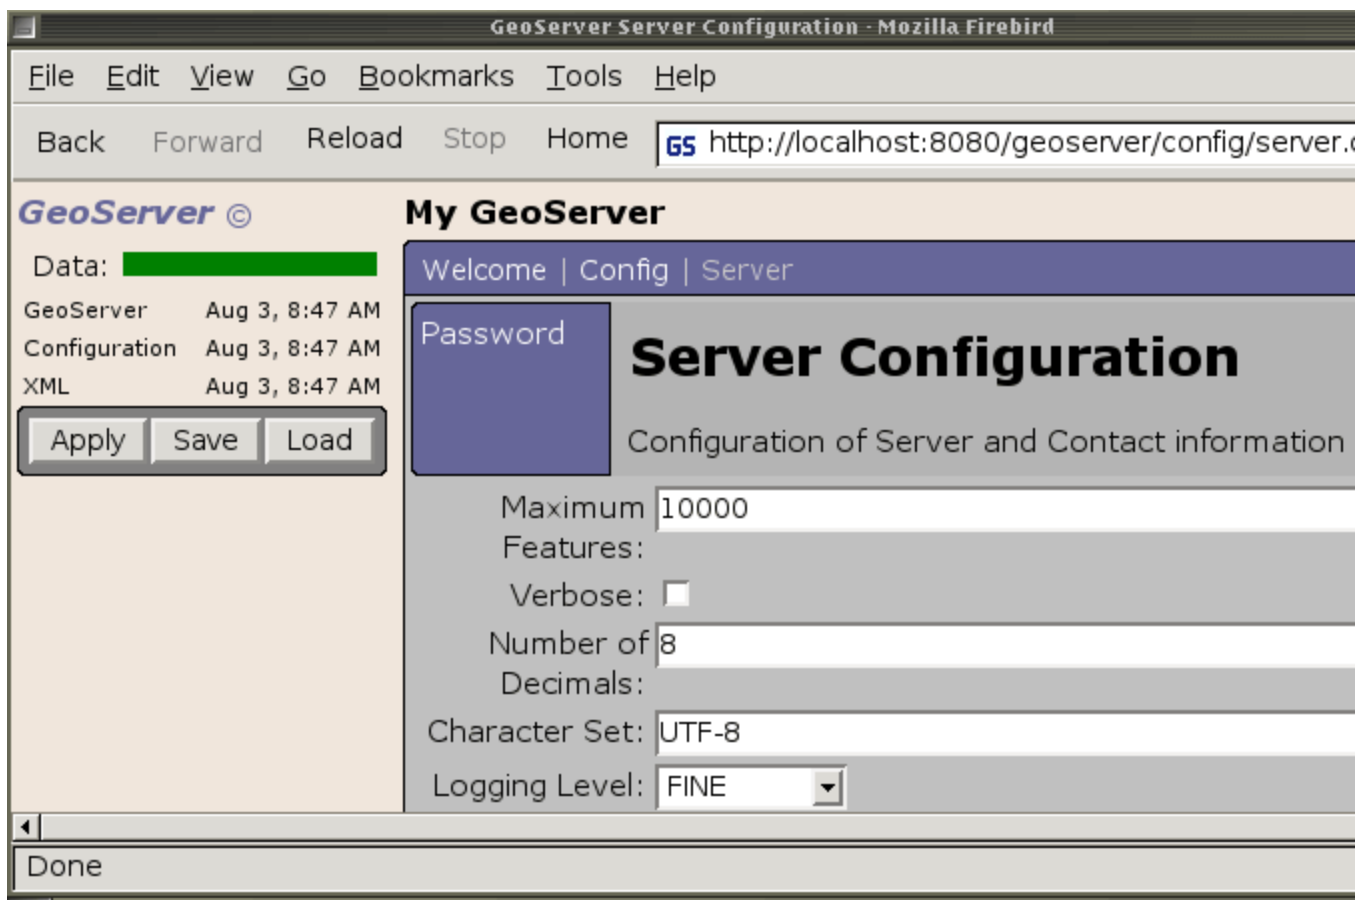 GeoServer Server Configuration - Mozilla Firebird
File Edit View Go Bookmarks Tools Help
Back Forward Reload Stop Home GS http://localhost:8080/geoserver/config/server.
GeoServer ©
My GeoServer
Data:
Welcome | Config | Server
GeoServer Aug 3, 8:47 AM
Configuration Aug 3, 8:47 AM
XML Aug 3, 8:47 AM
Apply Save Load
Password
Server Configuration
Configuration of Server and Contact information
Maximum Features: 10000
Verbose:
Number of Decimals: 8
Character Set: UTF-8
Logging Level: FINE
Done